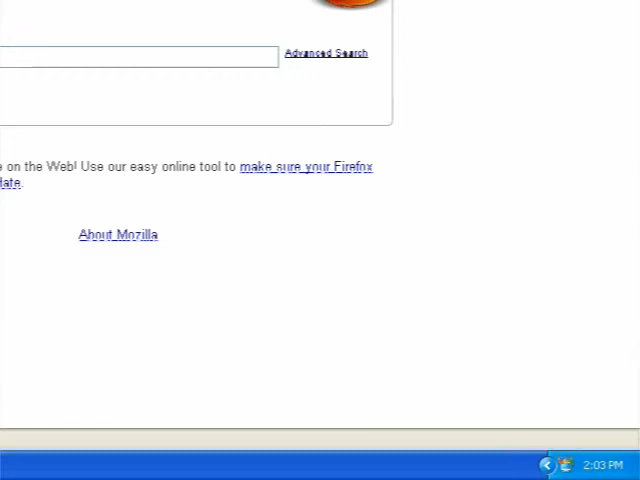 Advanced Search
on the Web! Use our easy online tool to make sure your Firefox
About Mozilla
2:03 PM